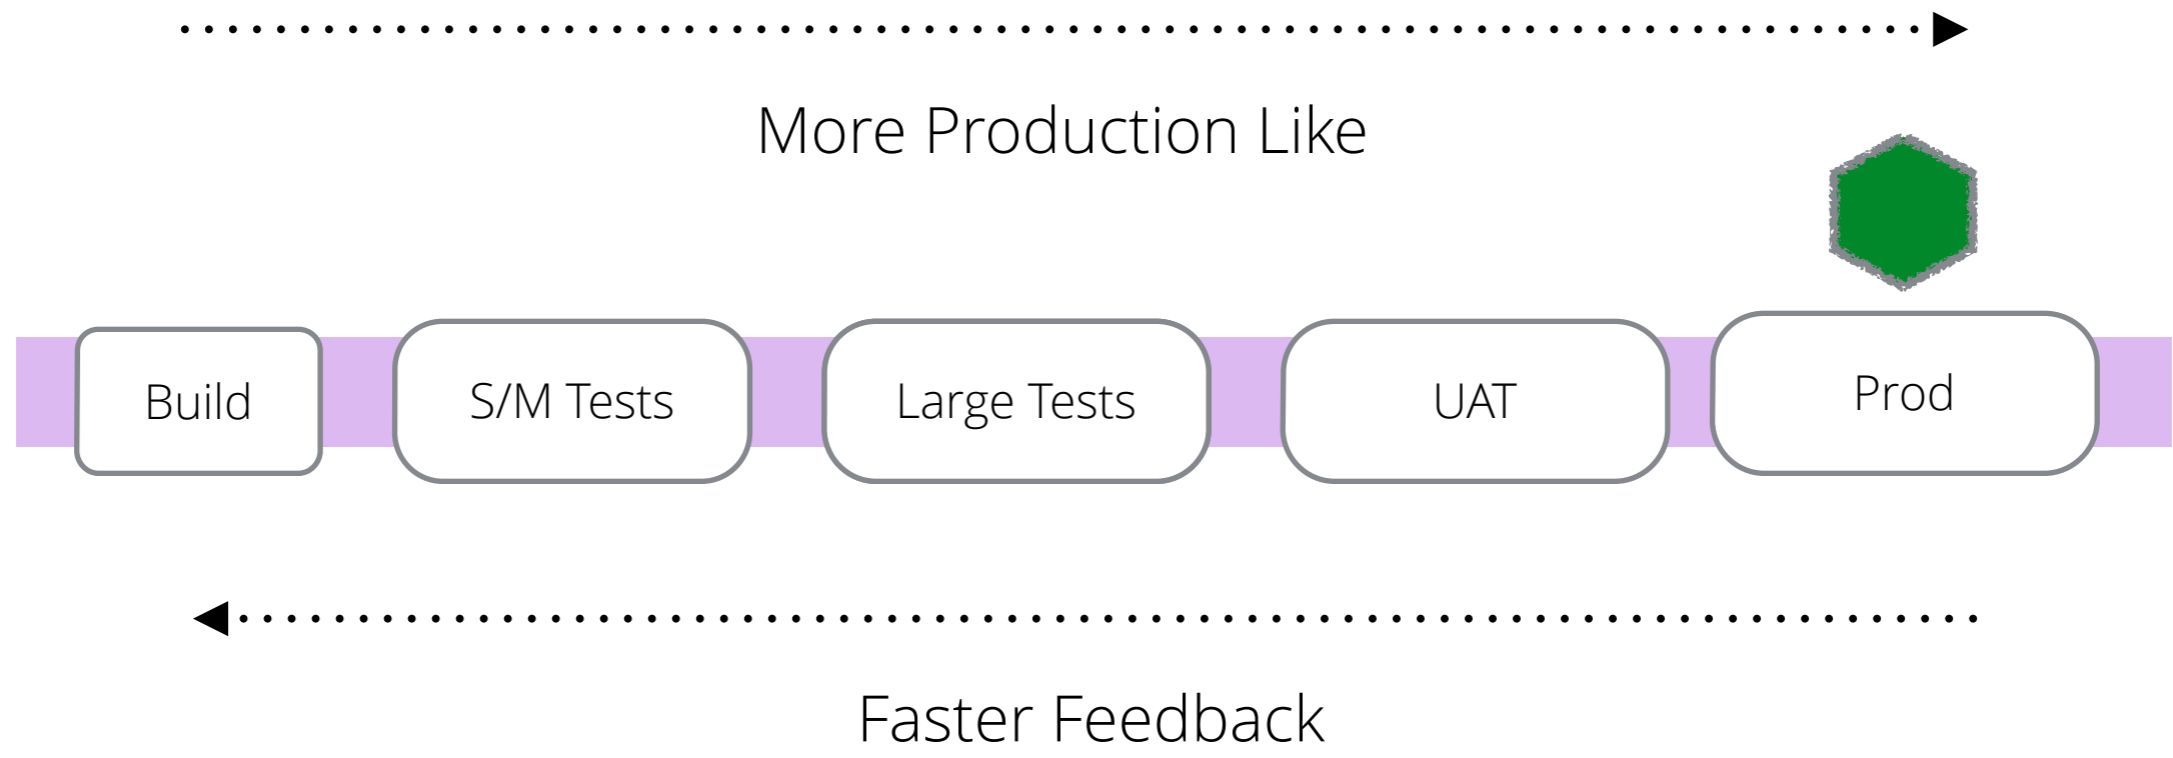 More Production Like
Build
S/M Tests
Large Tests
UAT
Prod
Faster Feedback